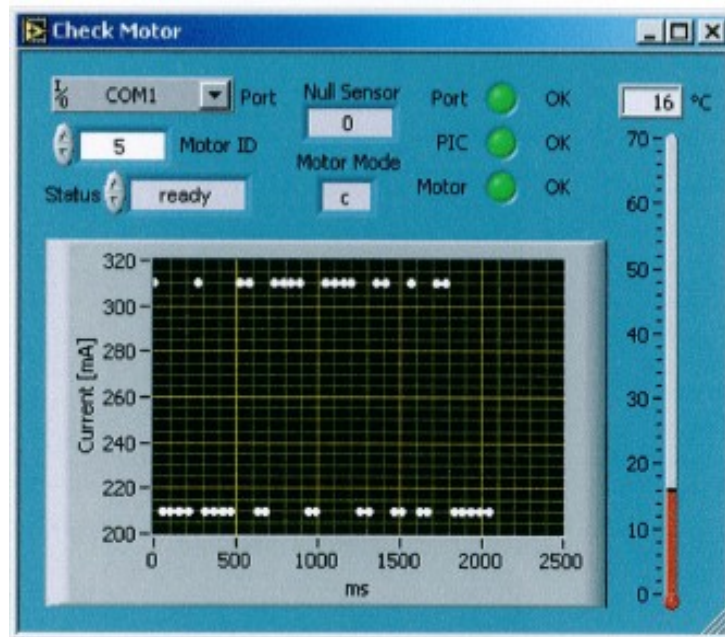 Check Motor
I/O COM1 Port
5 Motor ID
Status ready
Null Sensor
0
Motor Mode
c
Port OK
PIC OK
Motor OK
16 °C
70
60
50
40
30
20
10
0
320
300
280
260
240
220
200
Current [mA]
0 500 1000 1500 2000 2500
ms